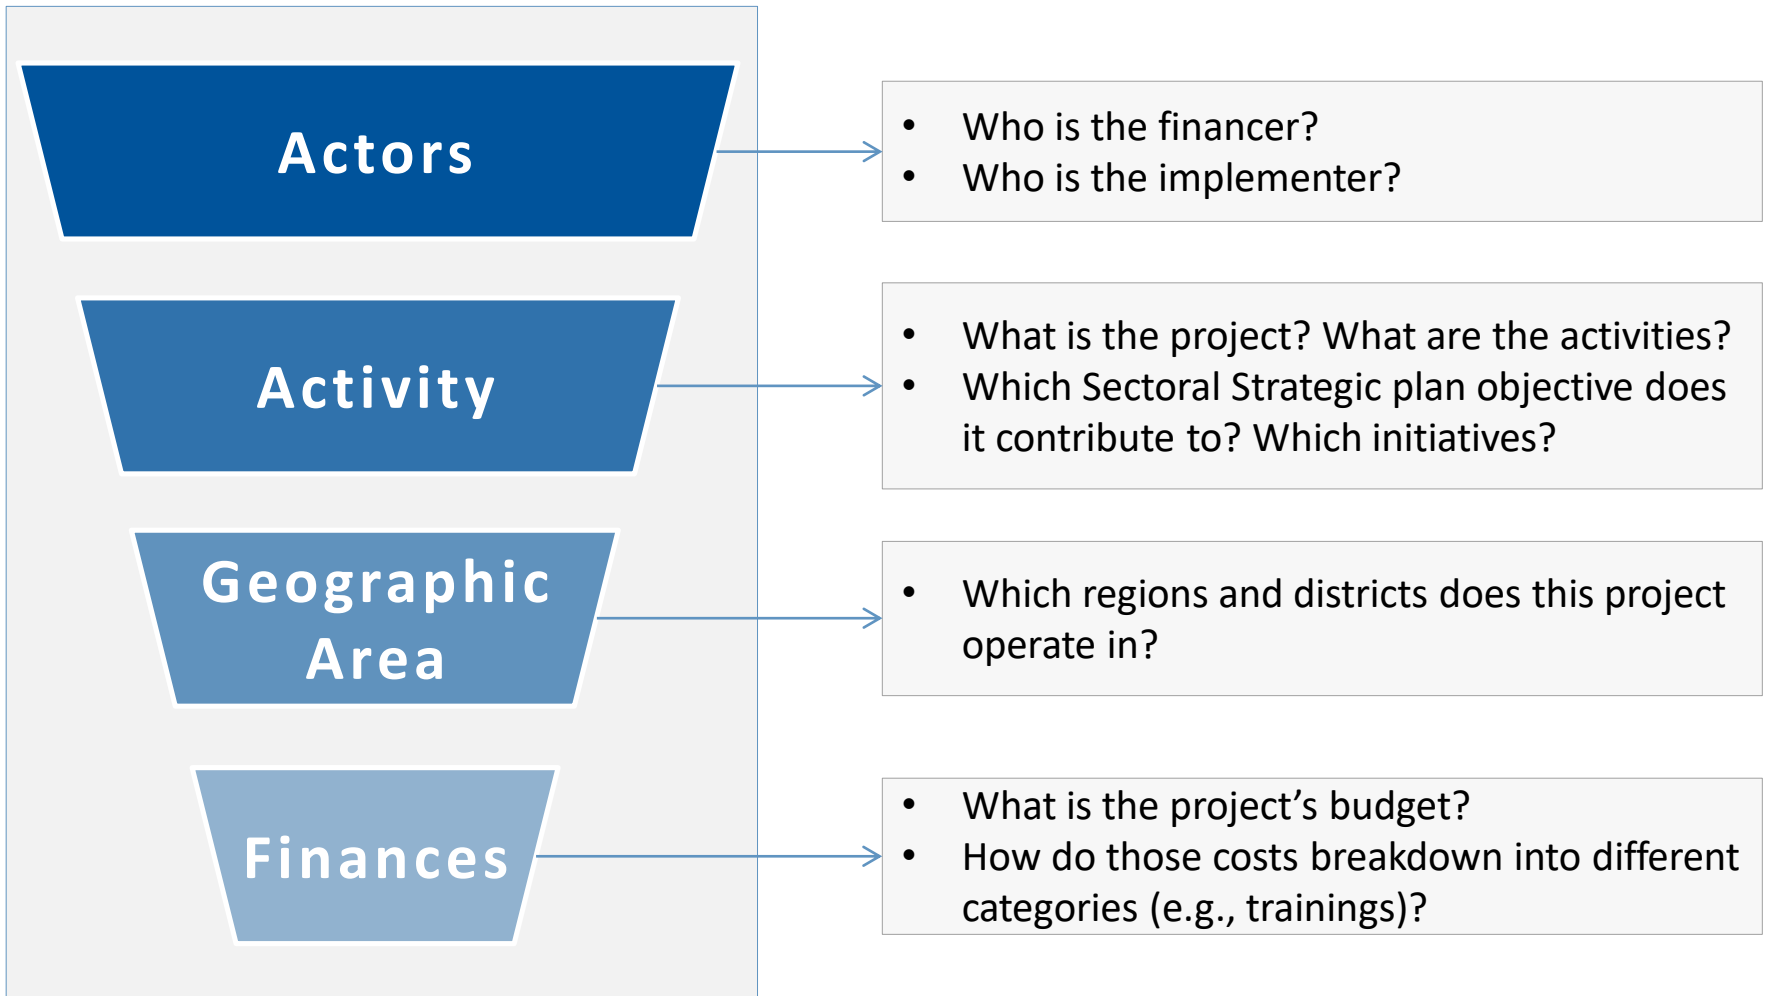 Actors
• Who is the financer?
• Who is the implementer?
Activity
• What is the project? What are the activities?
• Which Sectoral Strategic plan objective does
it contribute to? Which initiatives?
Geographic
Area
• Which regions and districts does this project
operate in?
Finances
• What is the project’s budget?
• How do those costs breakdown into different
categories (e.g., trainings)?